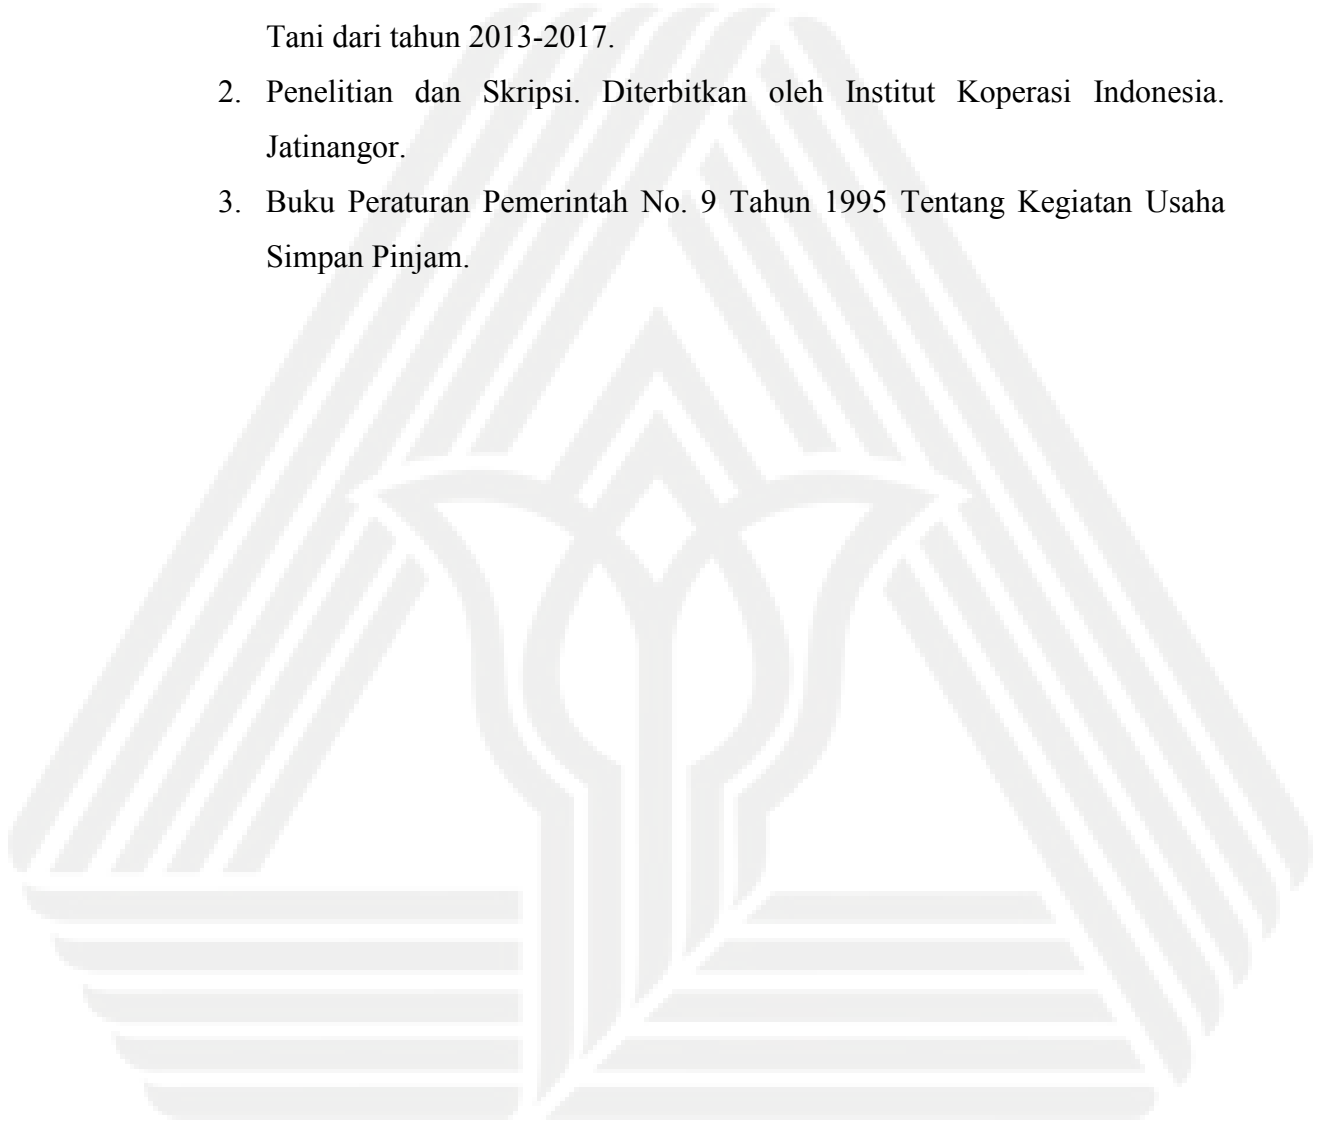 Tani dari tahun 2013-2017.
2. Penelitian dan Skripsi. Diterbitkan oleh Institut Koperasi Indonesia.
Jatinangor.
3. Buku Peraturan Pemerintah No. 9 Tahun 1995 Tentang Kegiatan Usaha
Simpan Pinjam.